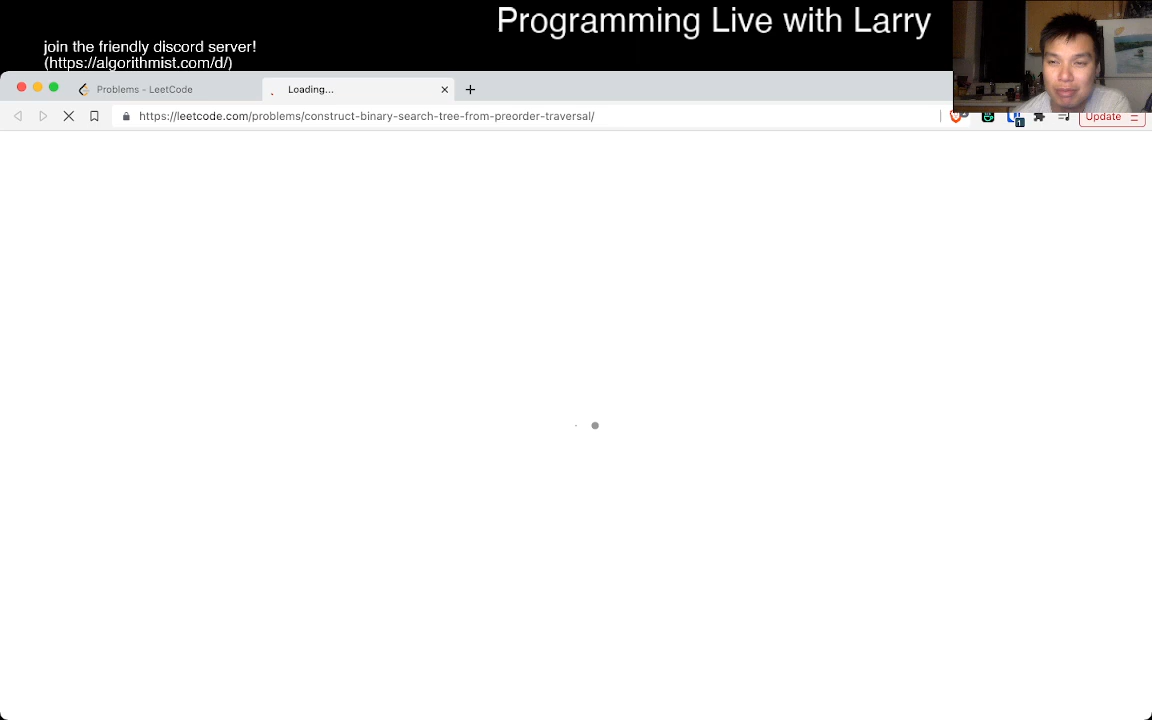 Programming Live with Larry
join the friendly discord server!
(https://algorithmist.com/d/)
Problems - LeetCode
Loading...
https://leetcode.com/problems/construct-binary-search-tree-from-preorder-traversal/
1
Update